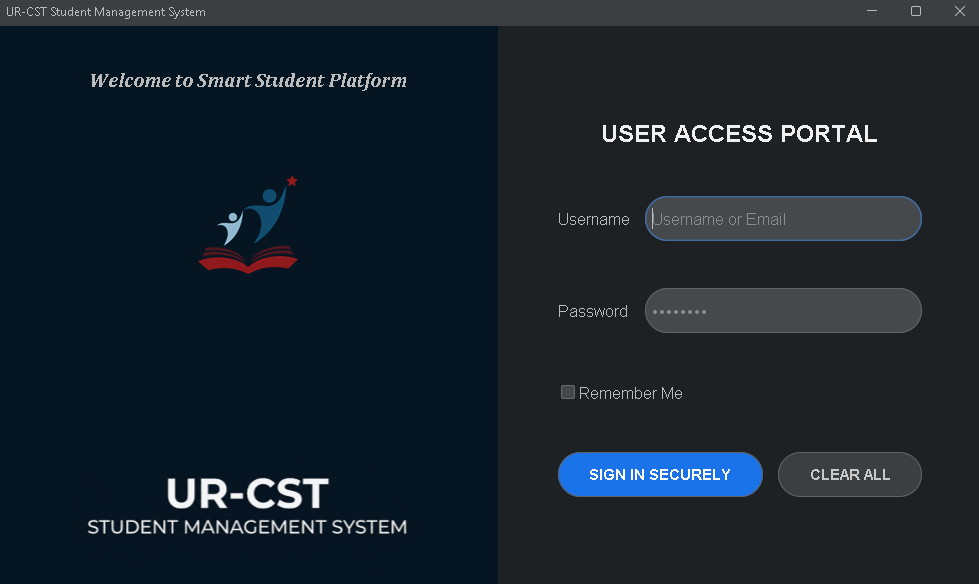 UR-CST Student Management System
Welcome to Smart Student Platform
UR-CST
STUDENT MANAGEMENT SYSTEM
USER ACCESS PORTAL
Username
Username or Email
Password
••••••••
Remember Me
SIGN IN SECURELY
CLEAR ALL